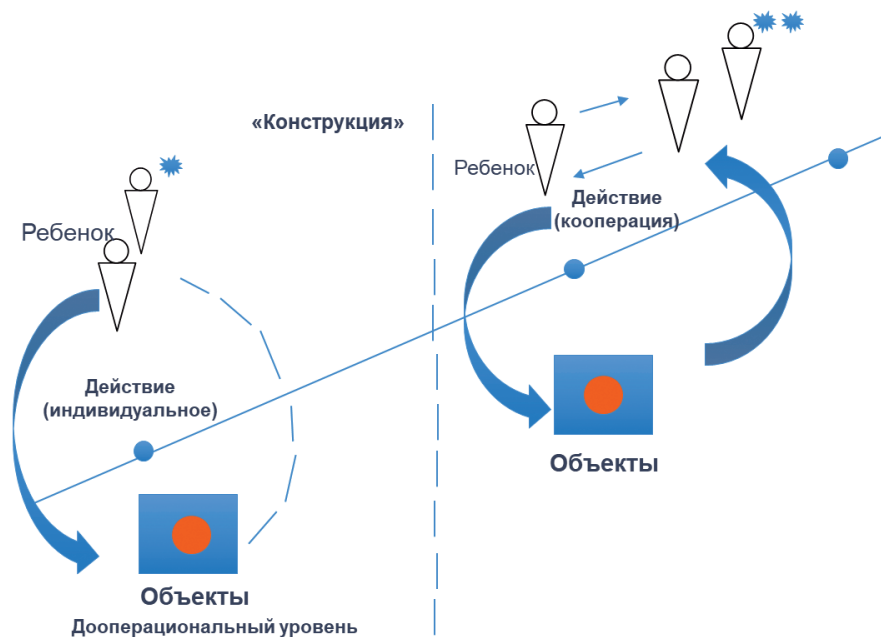 «Конструкция»
Ребенок
Действие
(индивидуальное)
Объекты
Дооперациональный уровень
Ребенок
Действие
(кооперация)
Объекты